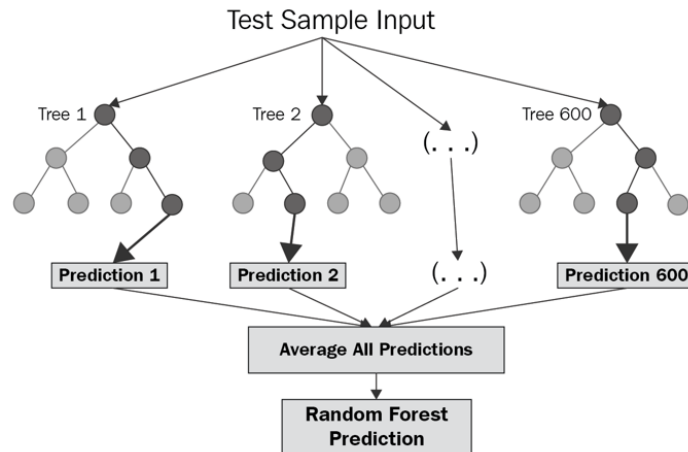 Test Sample Input
Tree 1
Tree 2
(. . .)
Tree 600
Prediction 1
Prediction 2
(. . .)
Prediction 600
Average All Predictions
Random Forest
Prediction